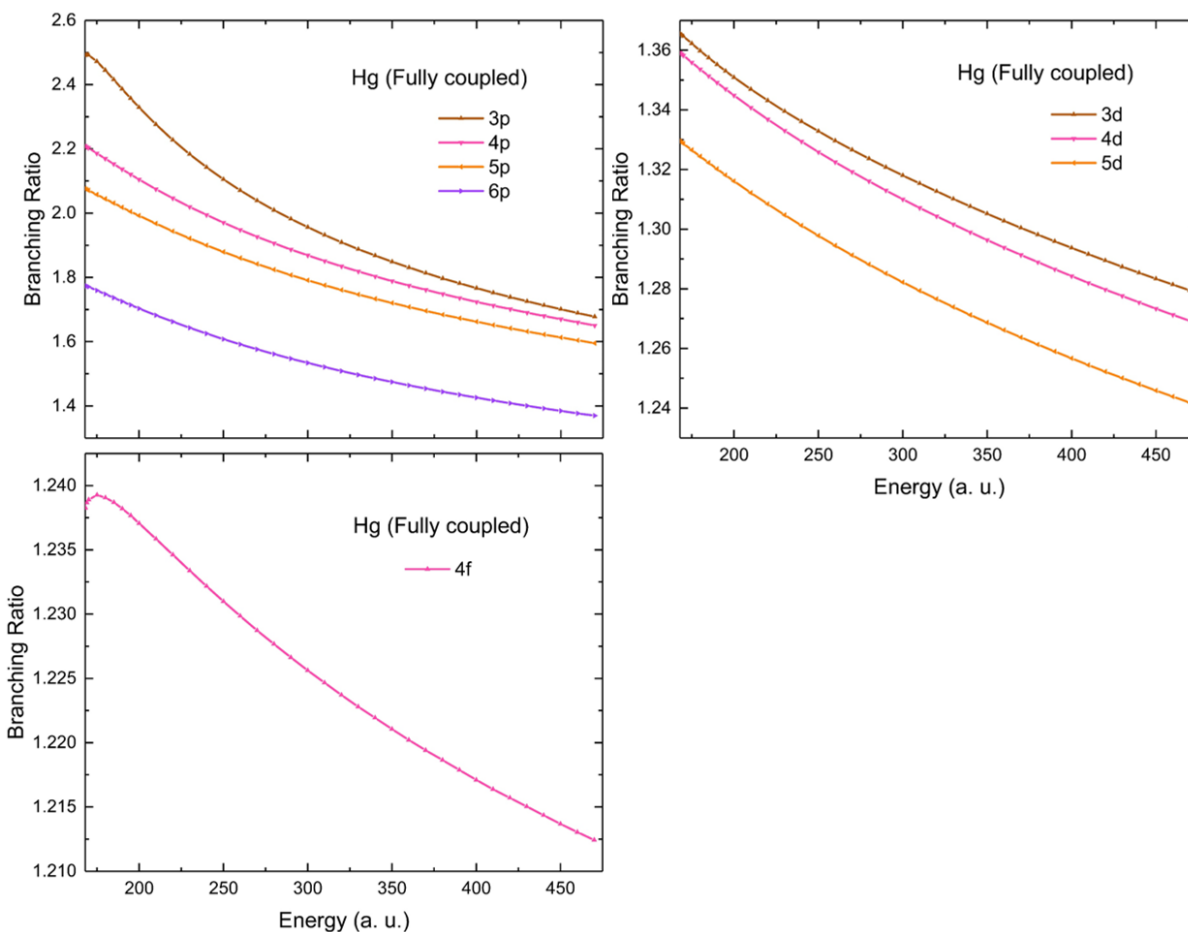 2.6
2.4
2.2
2.0
1.8
1.6
1.4
Branching Ratio
Hg (Fully coupled)
3p
4p
5p
6p
1.36
1.34
1.32
1.30
1.28
1.26
1.24
Branching Ratio
Hg (Fully coupled)
3d
4d
5d
200 250 300 350 400 450
Energy (a. u.)
1.240
1.235
1.230
1.225
1.220
1.215
1.210
Branching Ratio
Hg (Fully coupled)
4f
200 250 300 350 400 450
Energy (a. u.)